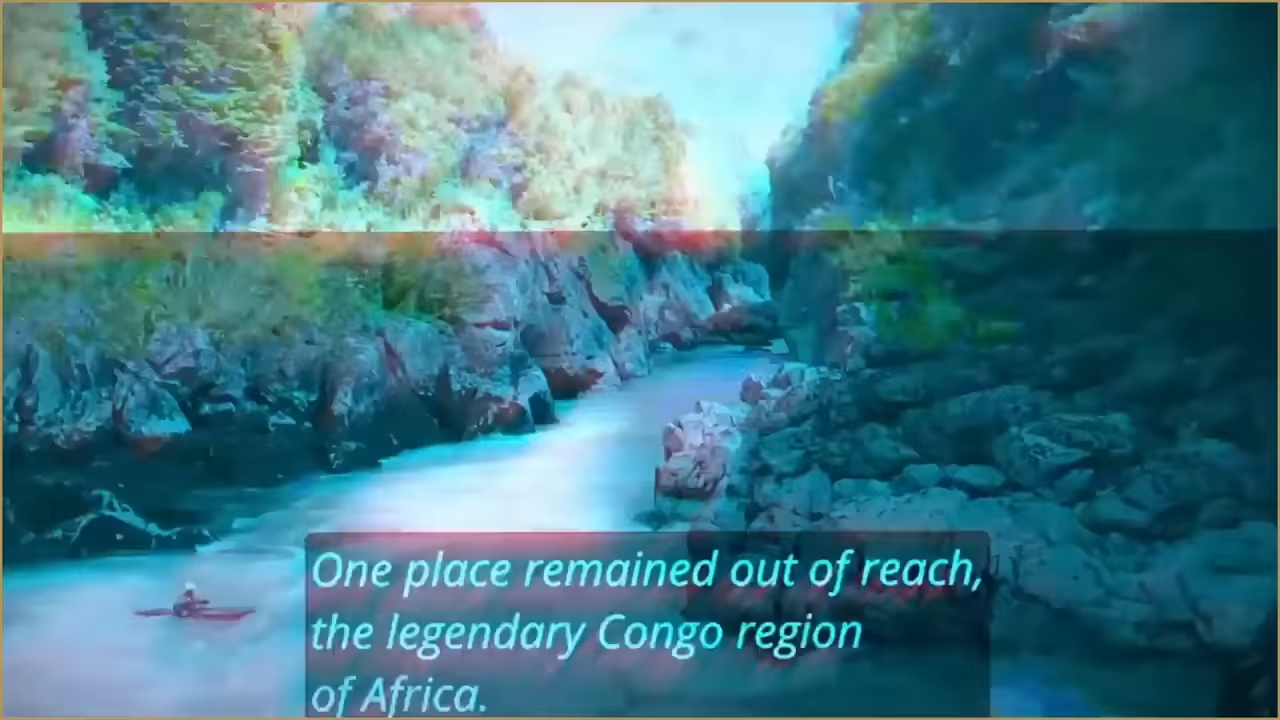 One place remained out of reach,
the legendary Congo region
of Africa.